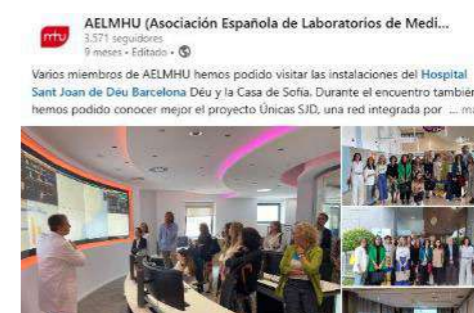 mhu
AELMHU (Asociación Española de Laboratorios de Medi...
3.571 seguidores
9 meses • Editado •
Varios miembros de AELMHU hemos podido visitar las instalaciones del Hospital
Sant Joan de Déu Barcelona Déu y la Casa de Sofía. Durante el encuentro también
hemos podido conocer mejor el proyecto Únicas SJD, una red integrada por ... m